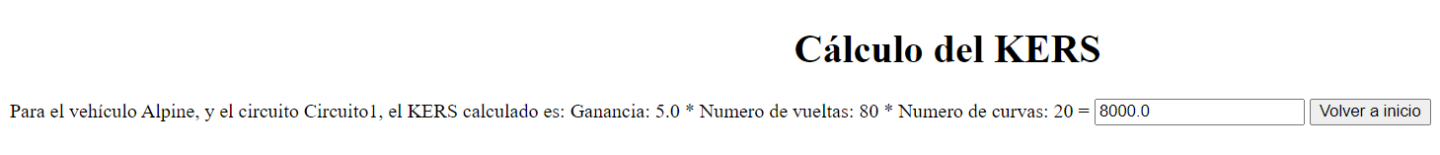 Cálculo del KERS
Para el vehículo Alpine, y el circuito Circuito1, el KERS calculado es: Ganancia: 5.0 * Numero de vueltas: 80 * Numero de curvas: 20 = 8000.0 Volver a inicio